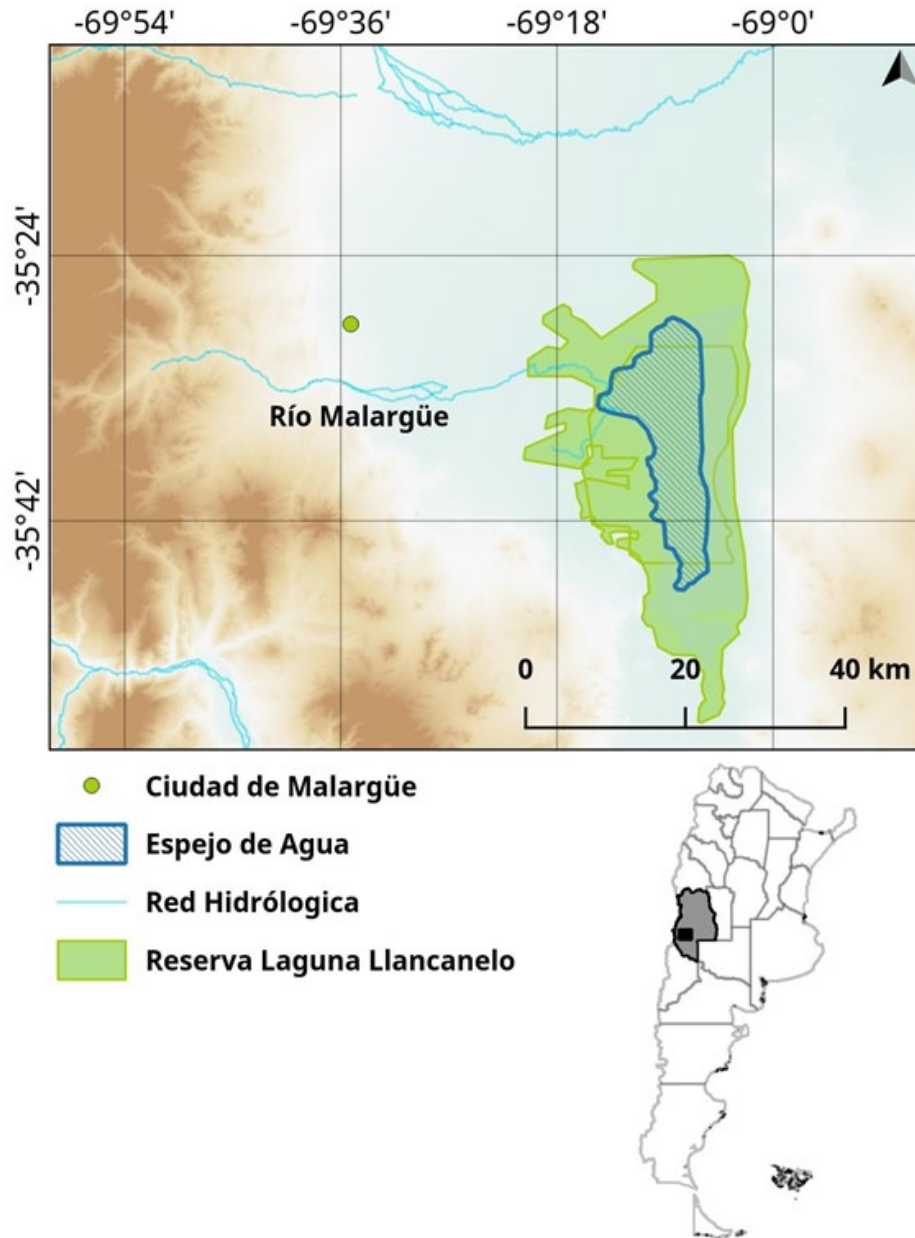 -69°54' -69°36' -69°18' -69°0'
-35°24'
Río Malargüe
-35°42'
0 20 40 km
Ciudad de Malargüe
Espejo de Agua
Red Hidrólogica
Reserva Laguna Llancanelo